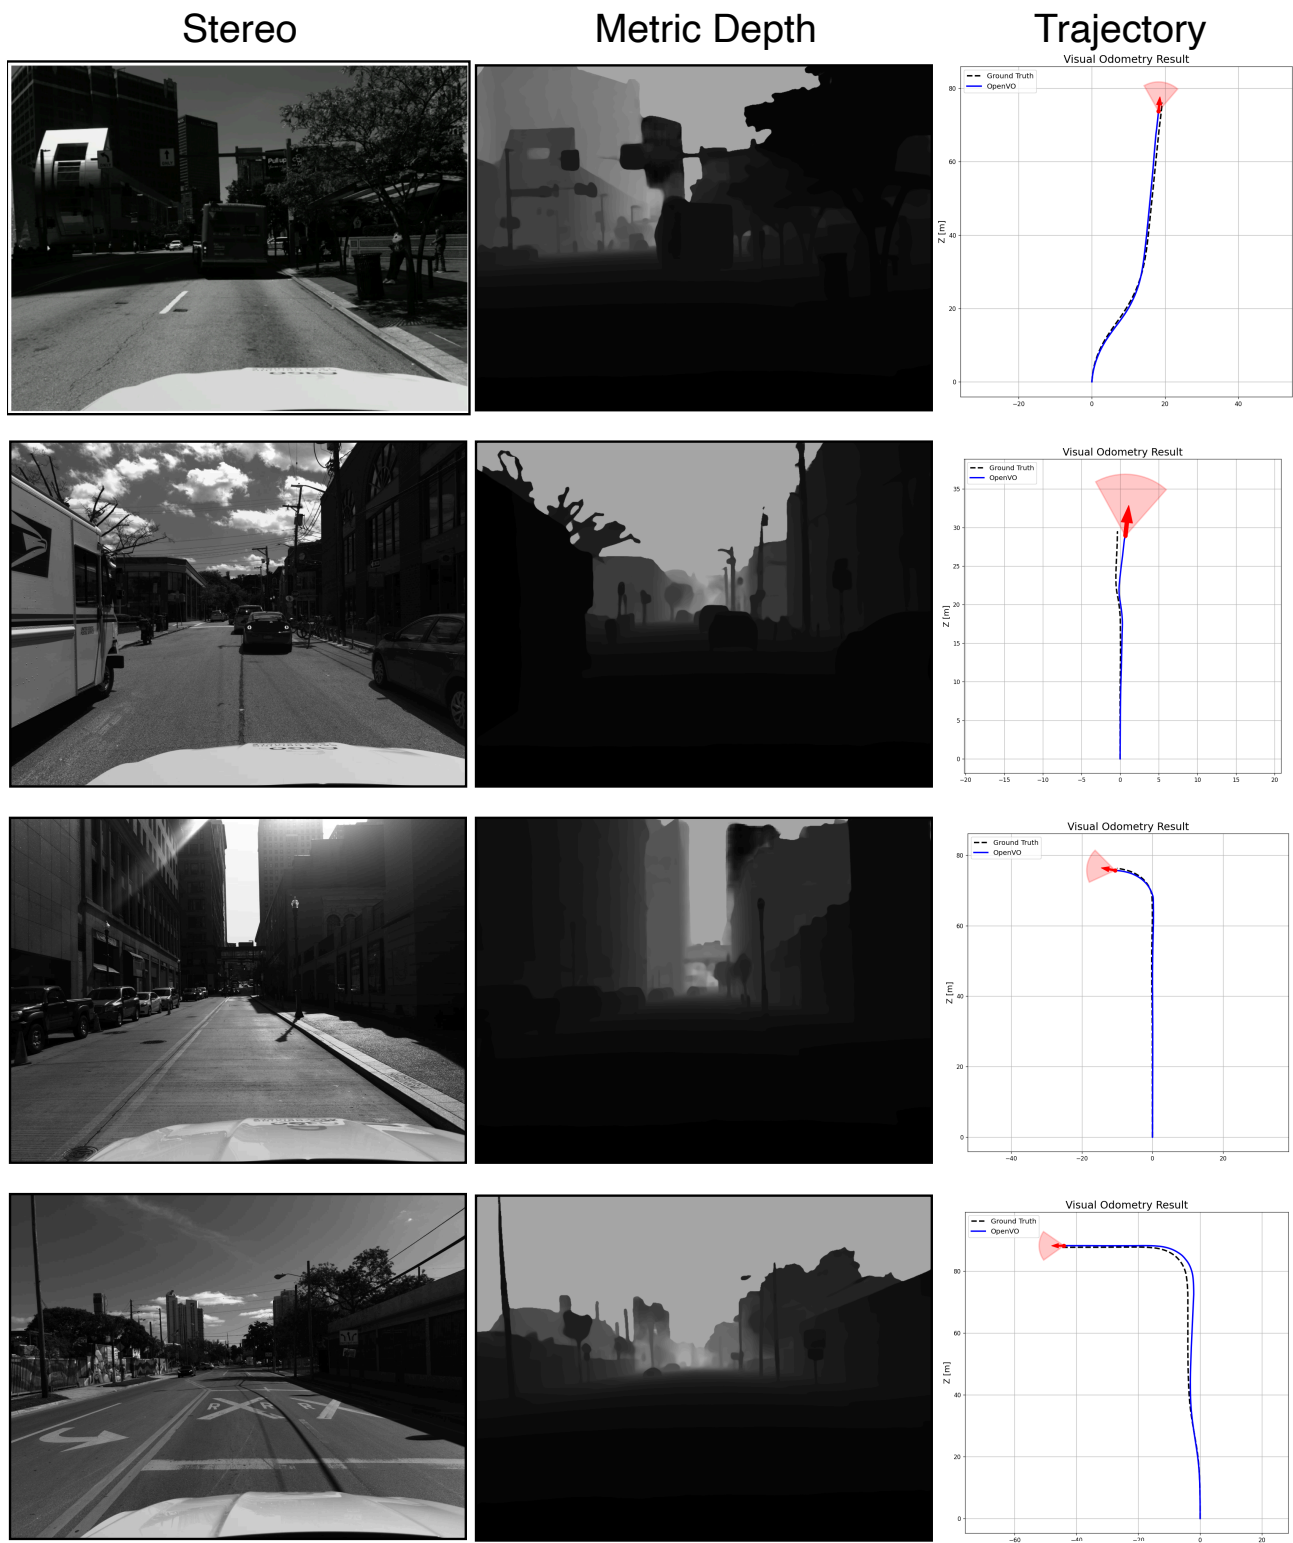 Stereo Metric Depth Trajectory
Visual Odometry Result
Ground Truth
OpenVO
80
60
40
20
0
Z [m]
−20 0 20 40
Visual Odometry Result
Ground Truth
OpenVO
35
30
25
20
15
10
5
0
Z [m]
−20 −15 −10 −5 0 5 10 15 20
Visual Odometry Result
Ground Truth
OpenVO
80
60
40
20
0
Z [m]
−40 −20 0 20
R R R
Visual Odometry Result
Ground Truth
OpenVO
80
60
40
20
0
Z [m]
−60 −40 −20 0 20